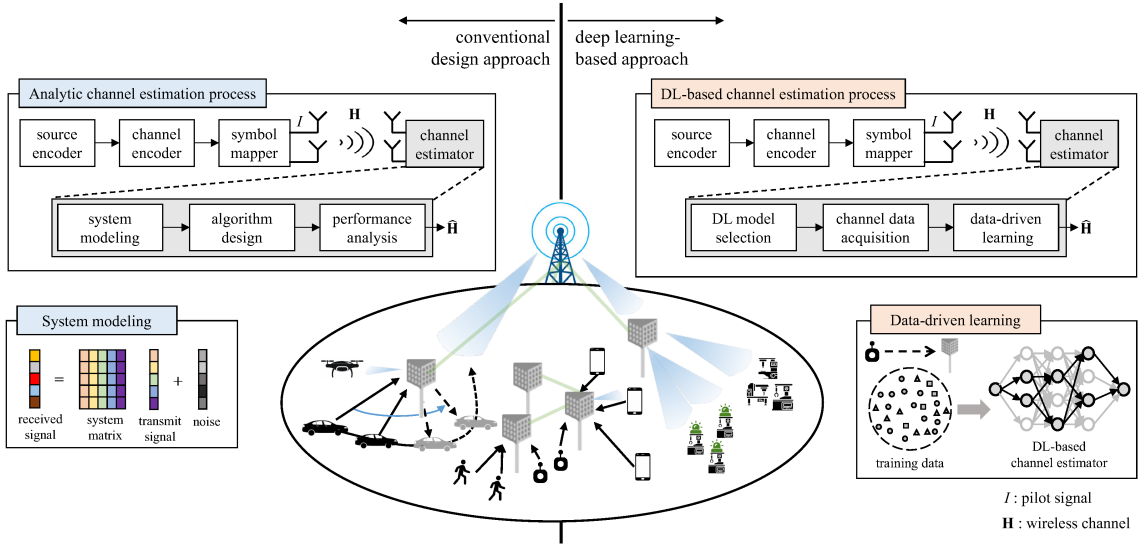 conventional
design approach
deep learning-
based approach
Analytic channel estimation process
source
encoder
channel
encoder
symbol
mapper
I
H
channel
estimator
system
modeling
algorithm
design
performance
analysis
Ĥ
DL-based channel estimation process
source
encoder
channel
encoder
symbol
mapper
I
H
channel
estimator
DL model
selection
channel data
acquisition
data-driven
learning
Ĥ
System modeling
=
+
received
signal
system
matrix
transmit
signal
noise
Data-driven learning
training data
DL-based
channel estimator
I : pilot signal
H : wireless channel